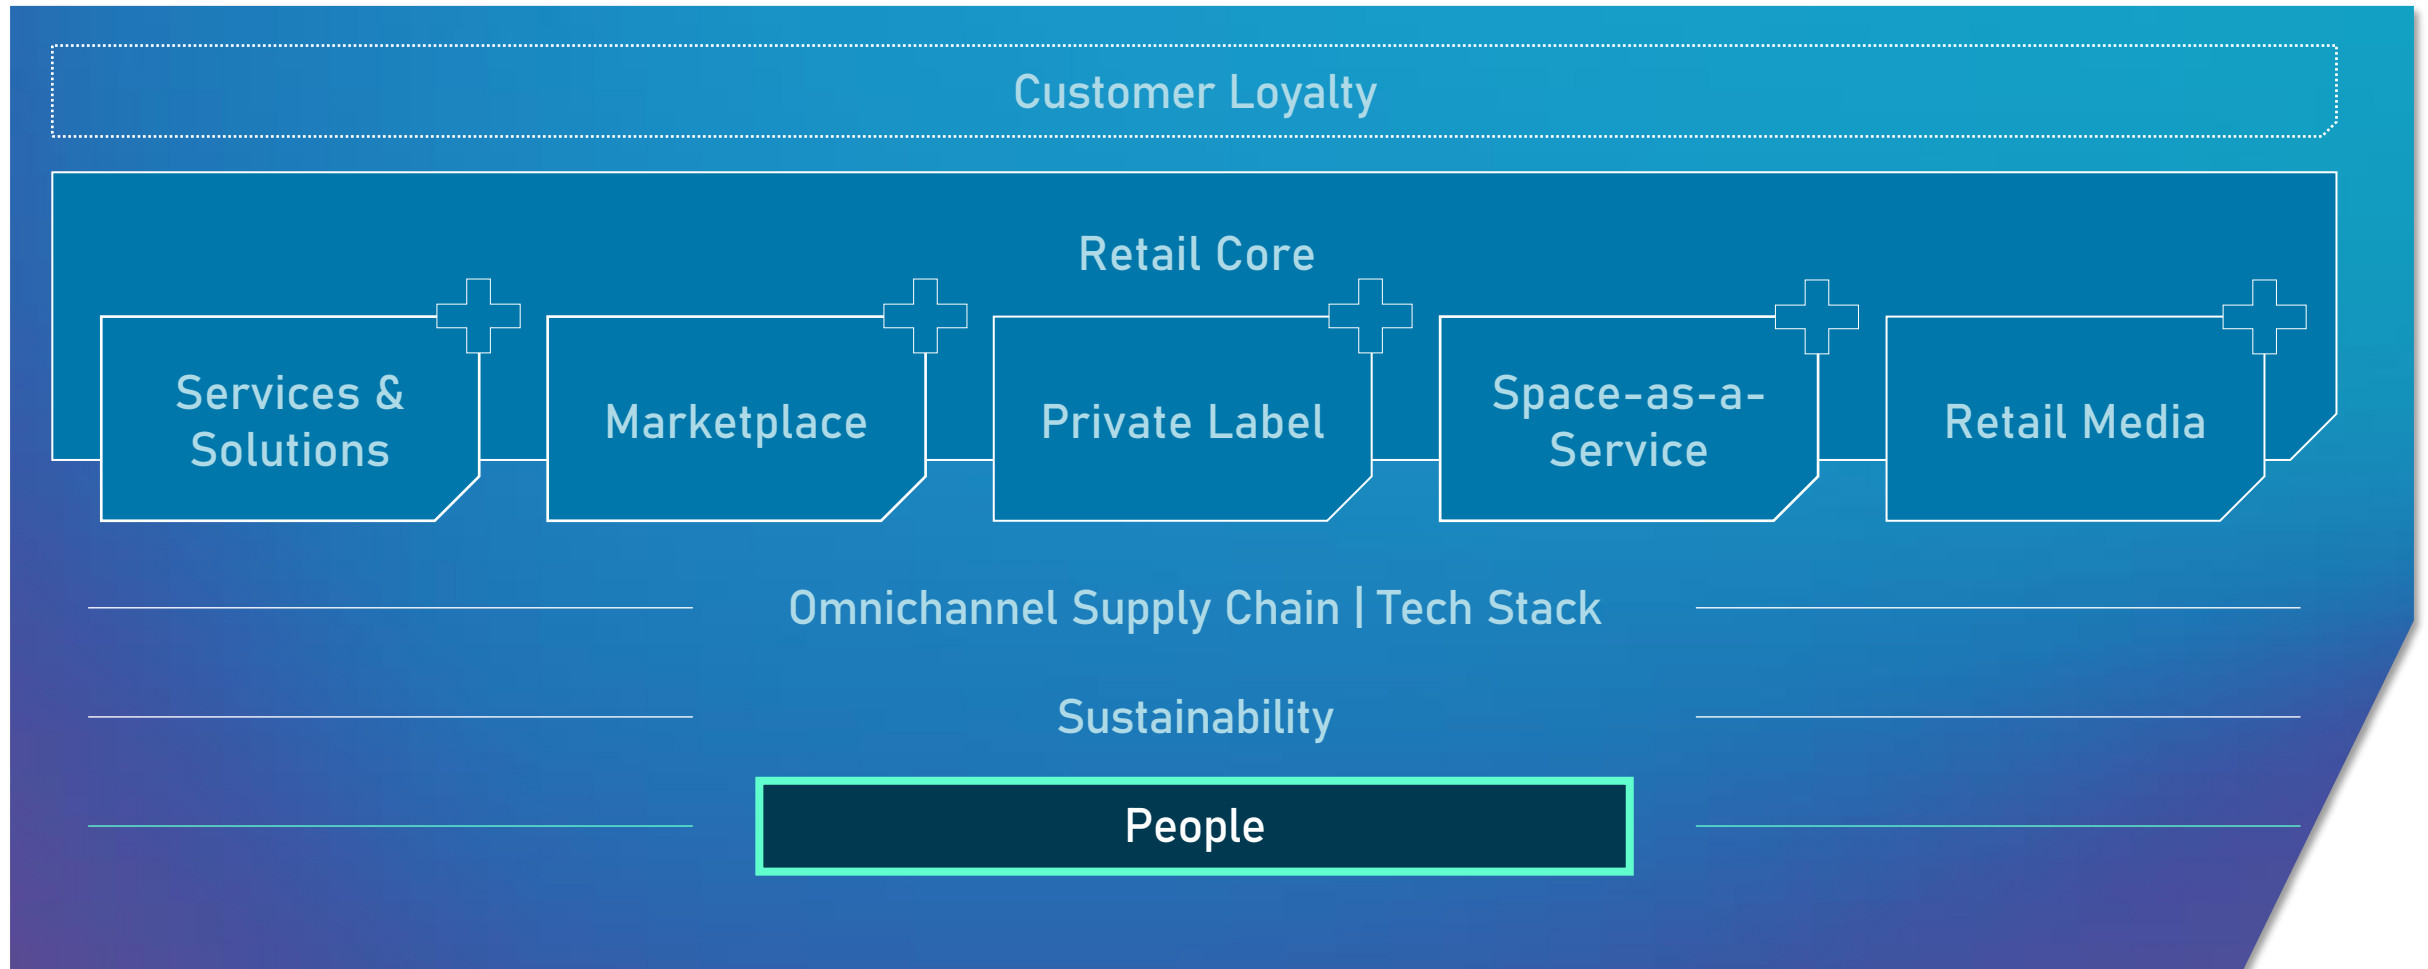 Customer Loyalty
Retail Core
Services &
Solutions
Marketplace
Private Label
Space-as-a-
Service
Retail Media
Omnichannel Supply Chain | Tech Stack
Sustainability
People